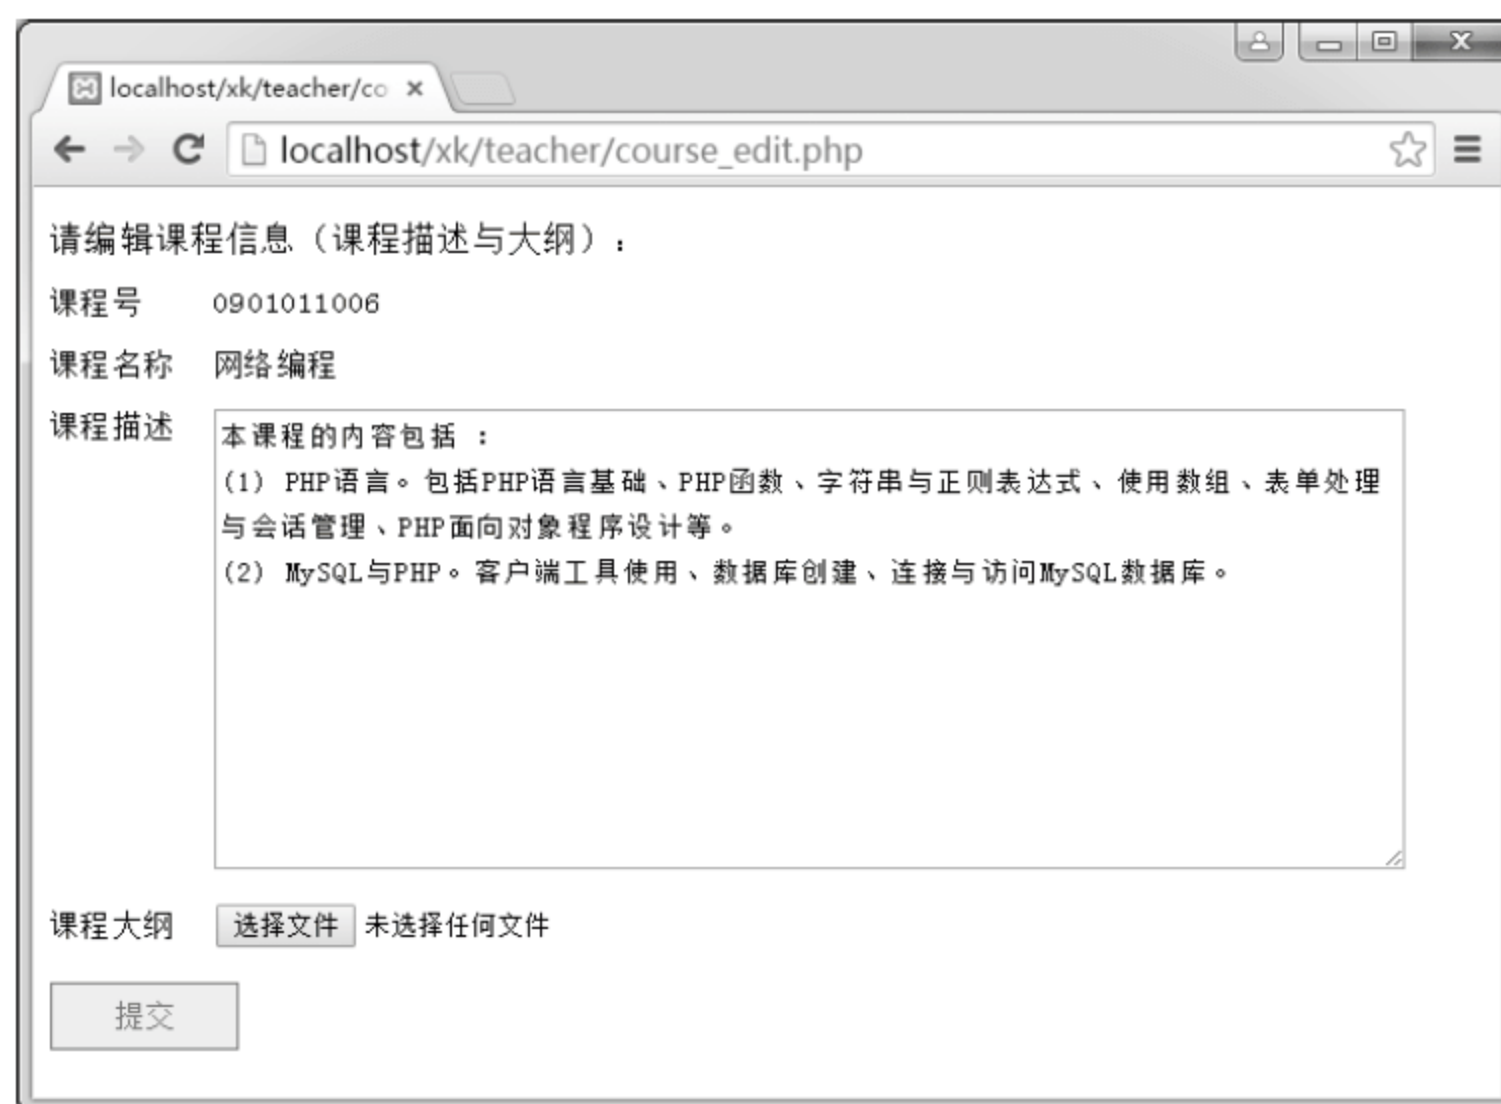 localhost/xk/teacher/co
localhost/xk/teacher/course_edit.php
请编辑课程信息（课程描述与大纲）：
课程号 0901011006
课程名称 网络编程
课程描述 本课程的内容包括 ：
(1) PHP语言。包括PHP语言基础、PHP函数、字符串与正则表达式、使用数组、表单处理
与会话管理、PHP面向对象程序设计等。
(2) MySQL与PHP。客户端工具使用、数据库创建、连接与访问MySQL数据库。
课程大纲 选择文件 未选择任何文件
提交